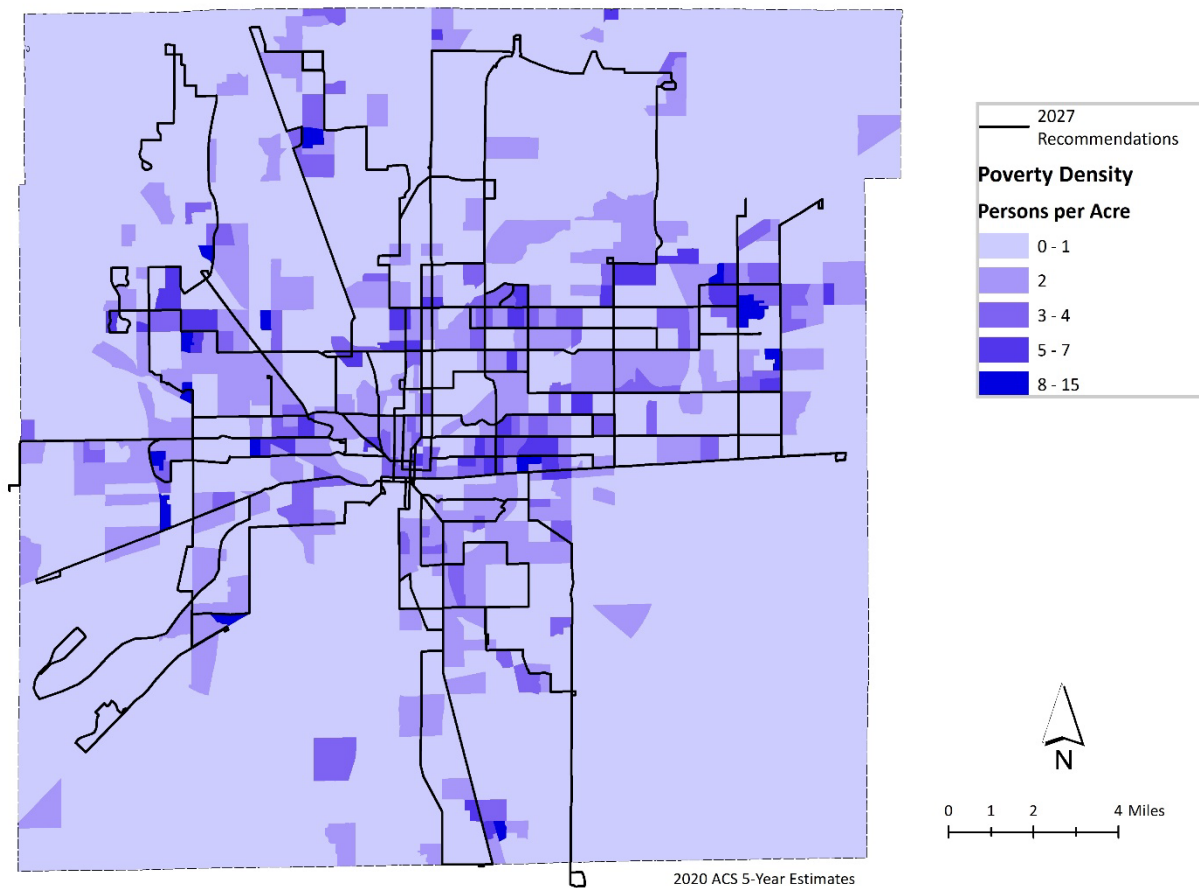 2027
Recommendations
Poverty Density
Persons per Acre
0 - 1
2
3 - 4
5 - 7
8 - 15
N
0 1 2 4 Miles
2020 ACS 5-Year Estimates